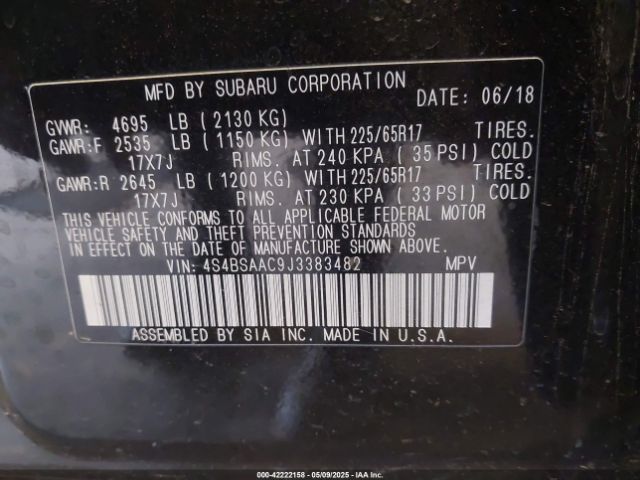 MFD BY SUBARU CORPORATION
DATE: 06/18
GVWR: 4695 LB (2130 KG)
GAWR:F 2535 LB (1150 KG) WITH 225/65R17 TIRES.
17X7J RIMS. AT 240 KPA (35 PSI) COLD
GAWR:R 2645 LB (1200 KG) WITH 225/65R17 TIRES.
17X7J RIMS. AT 230 KPA (33 PSI) COLD
THIS VEHICLE CONFORMS TO ALL APPLICABLE FEDERAL MOTOR
VEHICLE SAFETY AND THEFT PREVENTION STANDARDS
IN EFFECT ON THE DATE OF MANUFACTURE SHOWN ABOVE.
VIN: 4S4BSAAC9J3383482 MPV
ASSEMBLED BY SIA INC. MADE IN U.S.A.
000-42222158 - 05/09/2025 - IAA Inc.